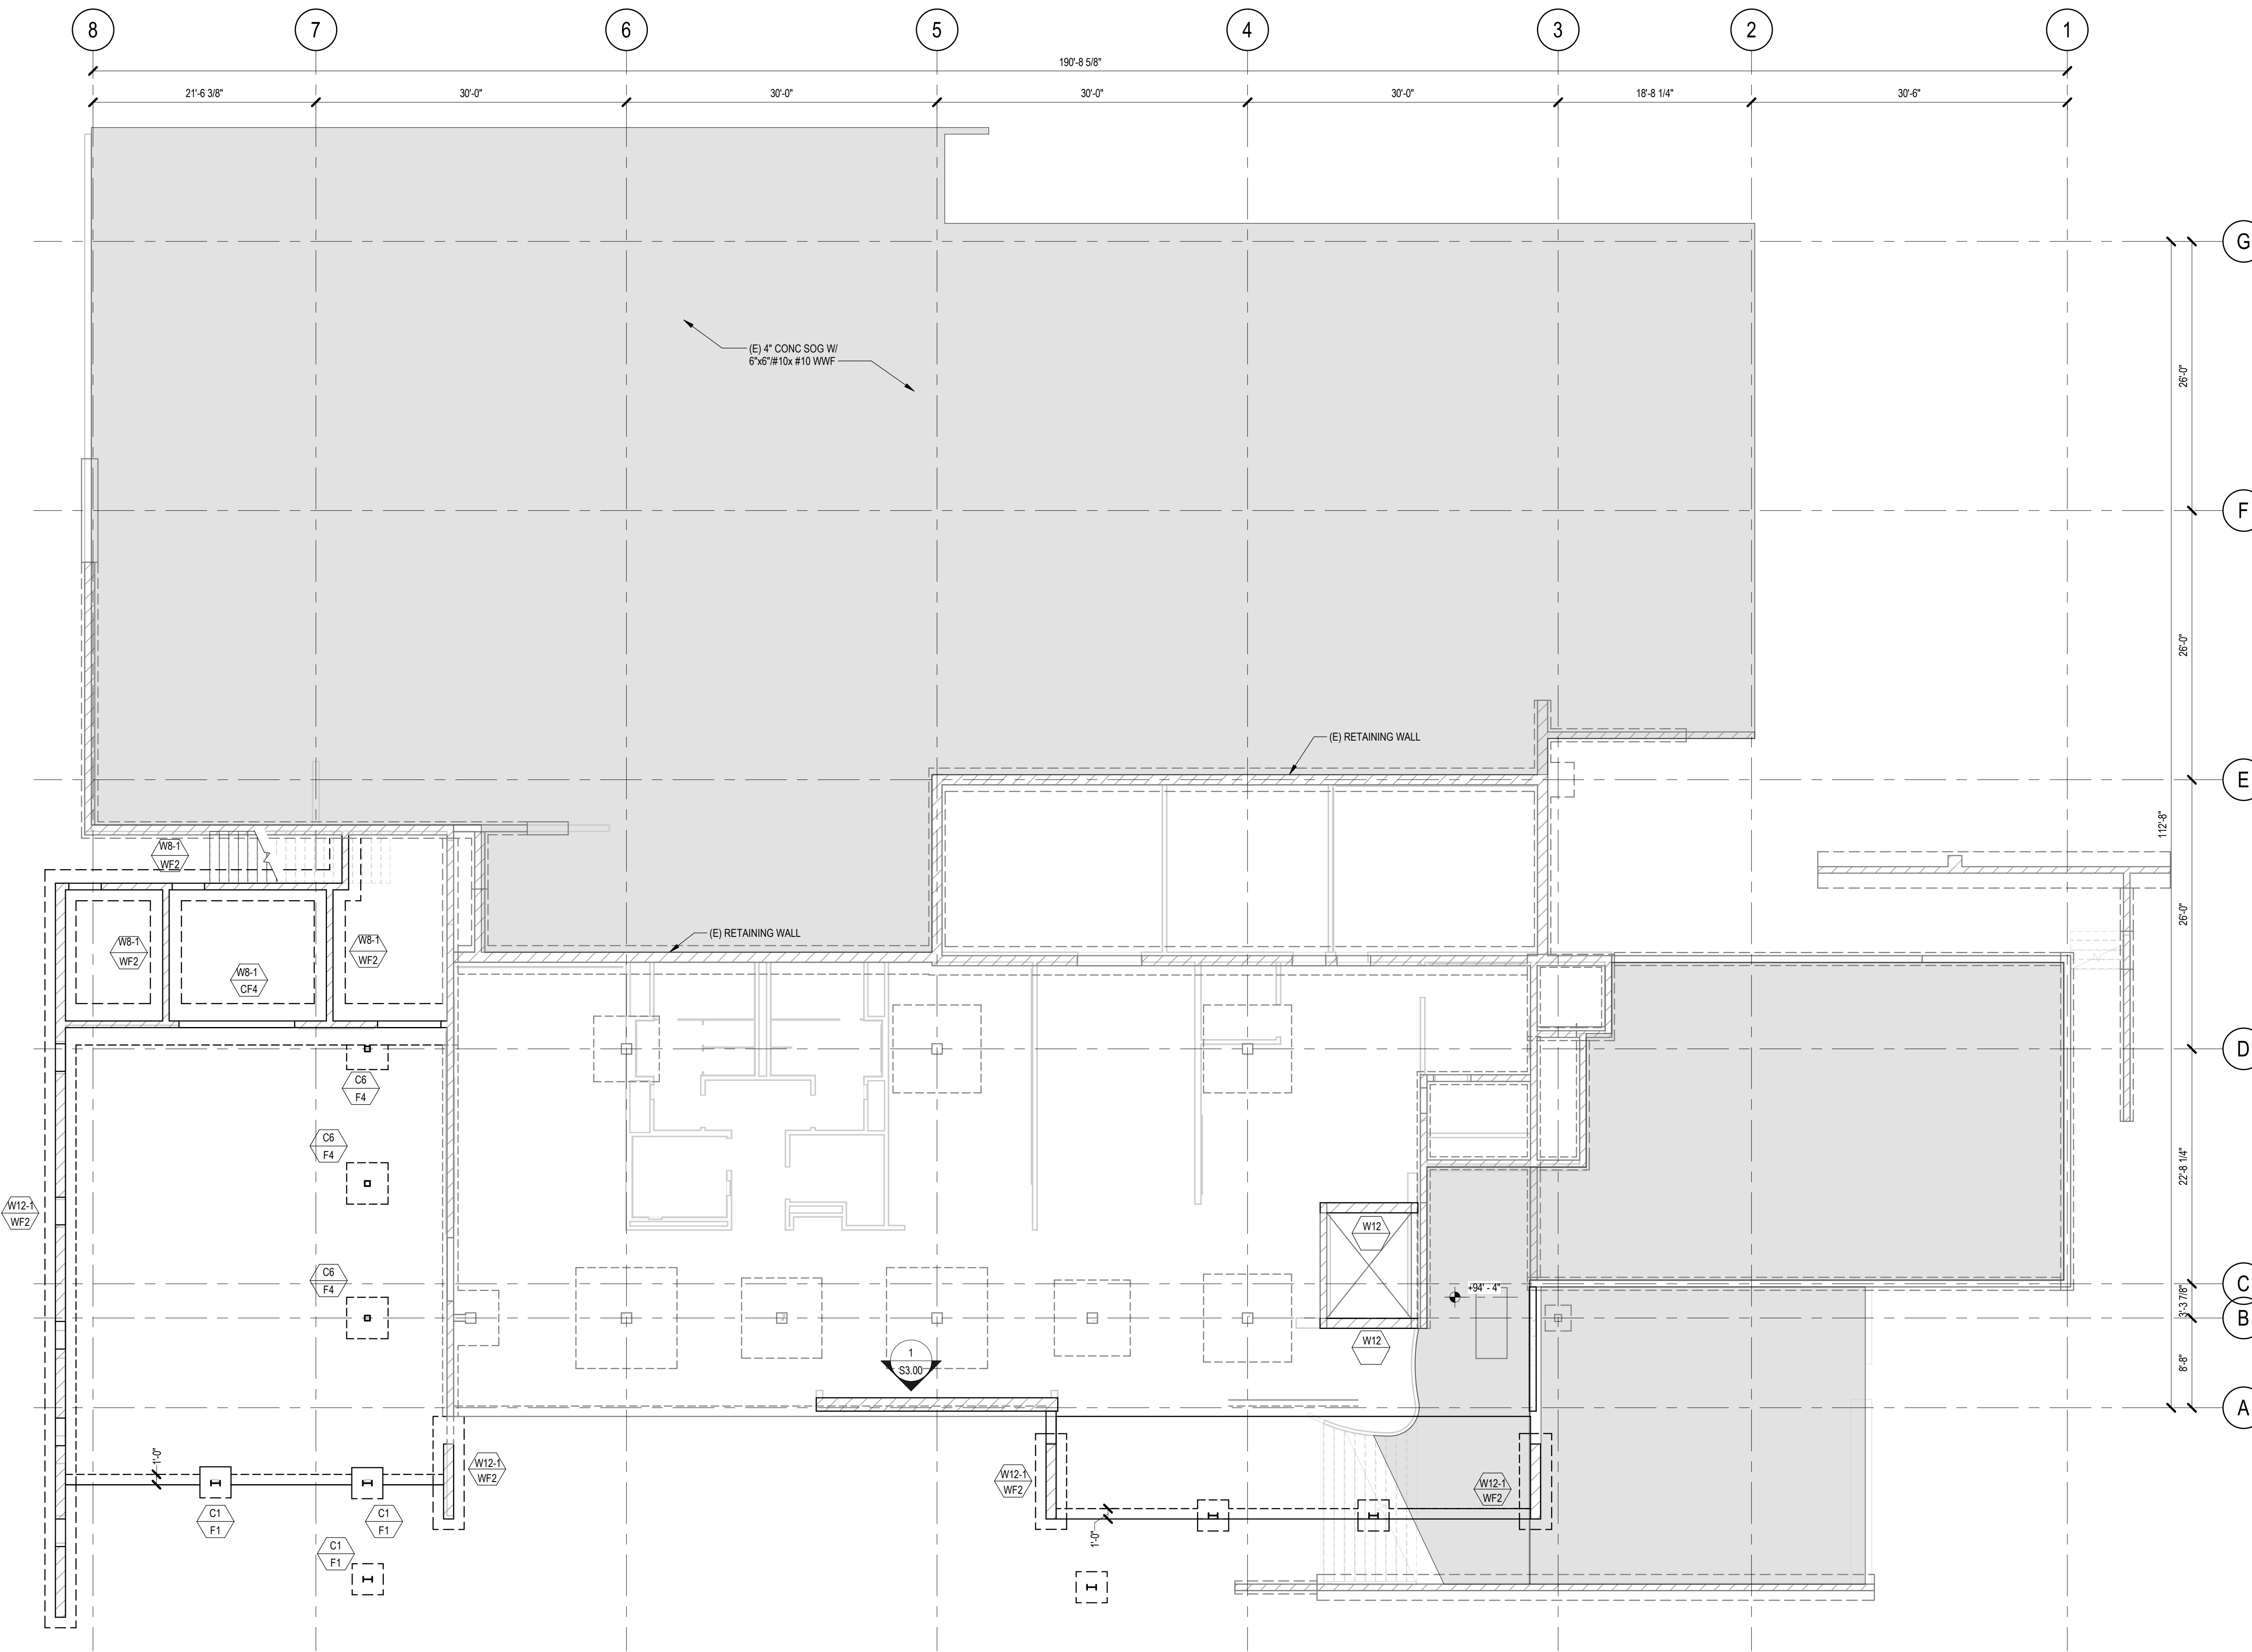 8
7
6
5
4
3
2
1
190'-8 5/8"
21'-6 3/8"
30'-0"
30'-0"
30'-0"
30'-0"
18'-8 1/4"
30'-6"
G
F
E
D
C
B
A
26'-0"
26'-0"
26'-0"
22'-8 1/4"
3'-3 7/8"
8'-8"
112'-8"
(E) 4" CONC SOG W/
6"x6"/#10x #10 WWF
(E) RETAINING WALL
(E) RETAINING WALL
W8-1
WF2
W8-1
WF2
W8-1
CF4
W8-1
WF2
C6
F4
C6
F4
C6
F4
W12-1
WF2
W12
W12
+94' - 4"
1
S3.00
1'-0"
W12-1
WF2
W12-1
WF2
W12-1
WF2
C1
F1
C1
F1
C1
F1
1'-0"